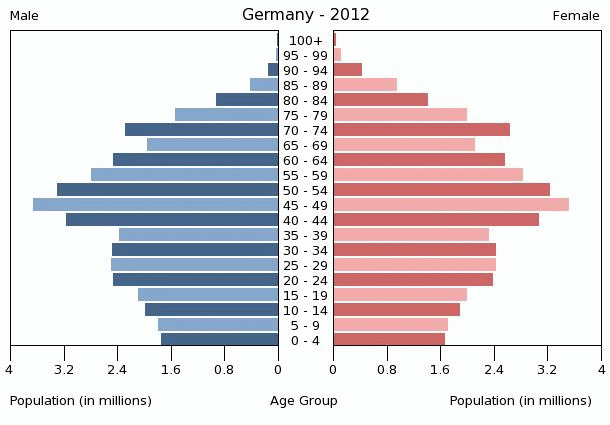 Male Germany - 2012 Female
100+
95 - 99
90 - 94
85 - 89
80 - 84
75 - 79
70 - 74
65 - 69
60 - 64
55 - 59
50 - 54
45 - 49
40 - 44
35 - 39
30 - 34
25 - 29
20 - 24
15 - 19
10 - 14
5 - 9
0 - 4
4 3.2 2.4 1.6 0.8 0 0 0.8 1.6 2.4 3.2 4
Population (in millions) Age Group Population (in millions)